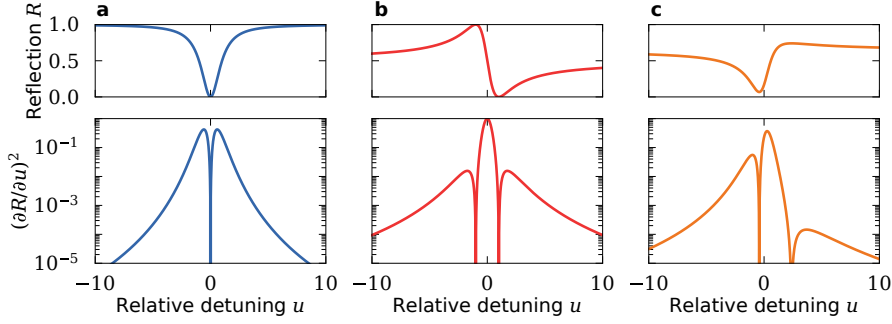 a
b
c
Reflection R
1.0
0.5
0.0
(∂R/∂u)²
10⁻¹
10⁻³
10⁻⁵
−10 0 10
−10 0 10
−10 0 10
Relative detuning u
Relative detuning u
Relative detuning u